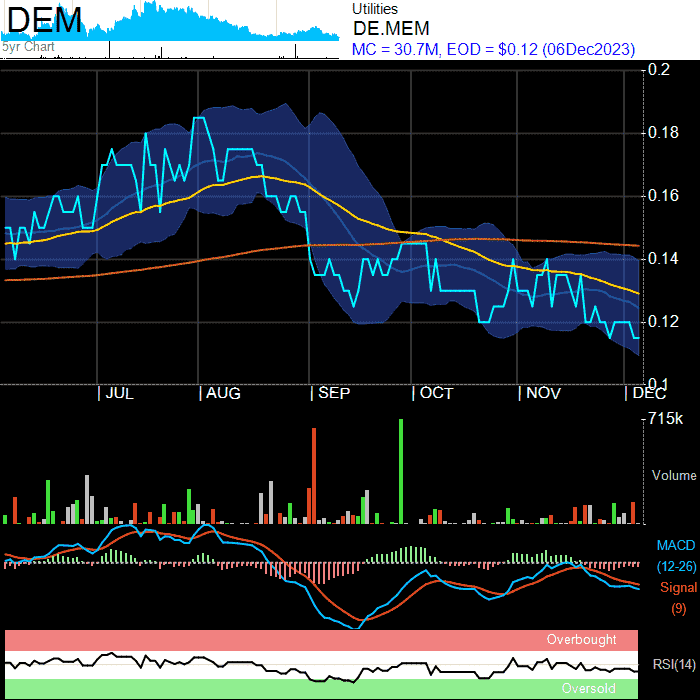 DEM
5yr Chart
Utilities
DE.MEM
MC = 30.7M, EOD = $0.12 (06Dec2023)
0.2
0.18
0.16
0.14
0.12
0.1
JUL AUG SEP OCT NOV DEC
715k
Volume
MACD
(12-26)
Signal
(9)
Overbought
RSI(14)
Oversold